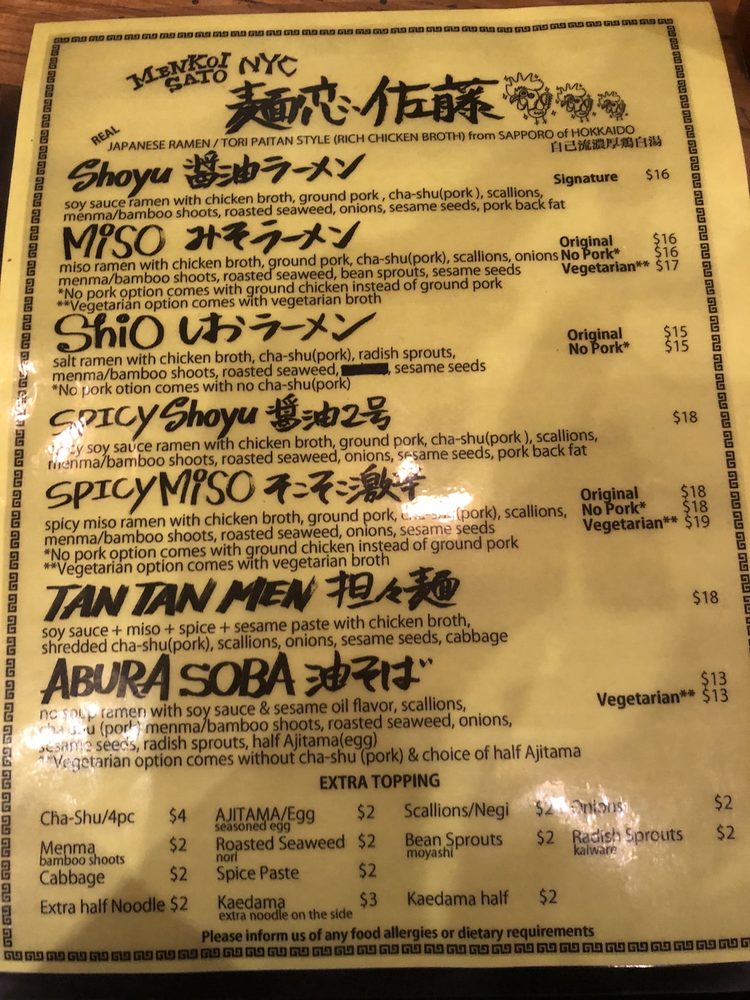 MENKOI SATO NYC
麺恋佐藤
REAL JAPANESE RAMEN / TORI PAITAN STYLE (RICH CHICKEN BROTH) from SAPPORO of HOKKAIDO
自己流濃厚鶏白湯
Shoyu 醤油ラーメン Signature $16
soy sauce ramen with chicken broth, ground pork , cha-shu(pork ), scallions,
menma/bamboo shoots, roasted seaweed, onions, sesame seeds, pork back fat
MiSO みそラーメン
miso ramen with chicken broth, ground pork, cha-shu(pork), scallions, onions
menma/bamboo shoots, roasted seaweed, bean sprouts, sesame seeds
*No pork option comes with ground chicken instead of ground pork
**Vegetarian option comes with vegetarian broth
Original $16
No Pork* $16
Vegetarian** $17
ShiO しおラーメン
salt ramen with chicken broth, cha-shu(pork), radish sprouts,
menma/bamboo shoots, roasted seaweed, , sesame seeds
*No pork otion comes with no cha-shu(pork)
Original $15
No Pork* $15
SPICY Shoyu 醤油2号 $18
spicy soy sauce ramen with chicken broth, ground pork, cha-shu(pork ), scallions,
menma/bamboo shoots, roasted seaweed, onions, sesame seeds, pork back fat
SPICY MiSO そこそこ激辛
spicy miso ramen with chicken broth, ground pork, cha-shu(pork), scallions,
menma/bamboo shoots, roasted seaweed, onions, sesame seeds
*No pork option comes with ground chicken instead of ground pork
**Vegetarian option comes with vegetarian broth
Original $18
No Pork* $18
Vegetarian** $19
TAN TAN MEN 担々麺 $18
soy sauce + miso + spice + sesame paste with chicken broth,
shredded cha-shu(pork), scallions, onions, sesame seeds, cabbage
ABURA SOBA 油そば $13
Vegetarian** $13
no soup ramen with soy sauce & sesame oil flavor, scallions,
cha-shu (pork) menma/bamboo shoots, roasted seaweed, onions,
sesame seeds, radish sprouts, half Ajitama(egg)
**Vegetarian option comes without cha-shu (pork) & choice of half Ajitama
EXTRA TOPPING
Cha-Shu/4pc $4 AJITAMA/Egg $2 Scallions/Negi $2 Onions $2
seasoned egg
Menma $2 Roasted Seaweed $2 Bean Sprouts $2 Radish Sprouts $2
bamboo shoots nori moyashi kaiware
Cabbage $2 Spice Paste $2
Extra half Noodle $2 Kaedama $3 Kaedama half $2
extra noodle on the side
Please inform us of any food allergies or dietary requirements